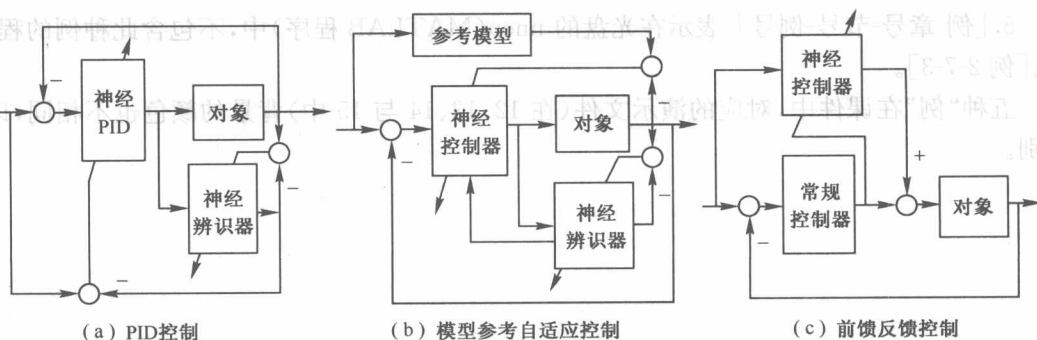 参考模型
神经
PID
对象
神经
辨识器
神经
控制器
对象
神经
辨识器
神经
控制器
常规
控制器
对象
(a) PID控制
(b) 模型参考自适应控制
(c) 前馈反馈控制